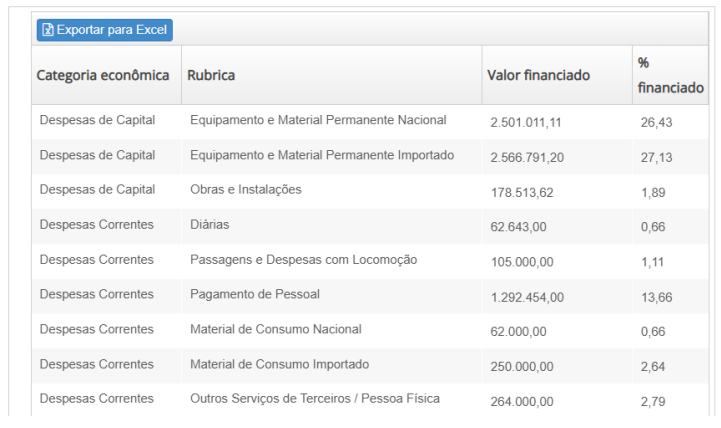 Exportar para Excel
Categoria econômica Rubrica Valor financiado % financiado
Despesas de Capital Equipamento e Material Permanente Nacional 2.501.011,11 26,43
Despesas de Capital Equipamento e Material Permanente Importado 2.566.791,20 27,13
Despesas de Capital Obras e Instalações 178.513,62 1,89
Despesas Correntes Diárias 62.643,00 0,66
Despesas Correntes Passagens e Despesas com Locomoção 105.000,00 1,11
Despesas Correntes Pagamento de Pessoal 1.292.454,00 13,66
Despesas Correntes Material de Consumo Nacional 62.000,00 0,66
Despesas Correntes Material de Consumo Importado 250.000,00 2,64
Despesas Correntes Outros Serviços de Terceiros / Pessoa Física 264.000,00 2,79